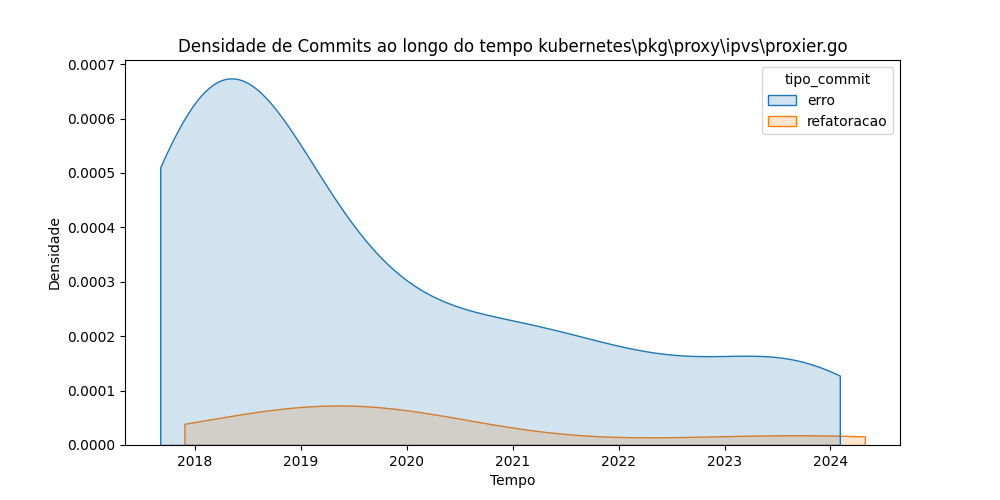 Densidade de Commits ao longo do tempo kubernetes\pkg\proxy\ipvs\proxier.go
tipo_commit
erro
refatoracao
0.0007
0.0006
0.0005
0.0004
0.0003
0.0002
0.0001
0.0000
Densidade
2018 2019 2020 2021 2022 2023 2024
Tempo